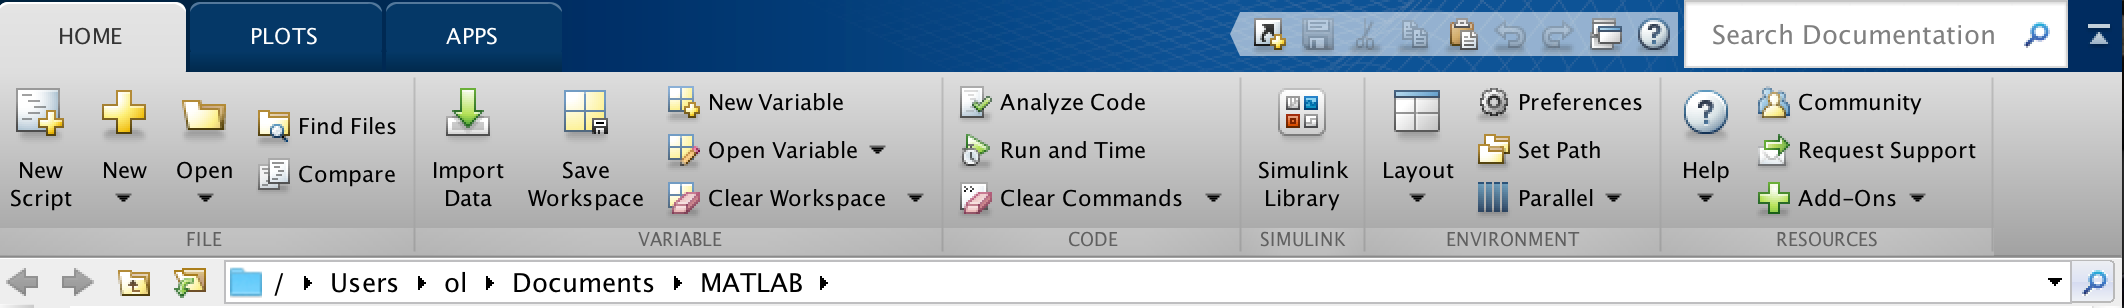 HOME PLOTS APPS Search Documentation
New Script
New
Open
Find Files
Compare
FILE
Import Data
Save Workspace
New Variable
Open Variable
Clear Workspace
VARIABLE
Analyze Code
Run and Time
Clear Commands
CODE
Simulink Library
SIMULINK
Layout
Preferences
Set Path
Parallel
ENVIRONMENT
? Help
Community
Request Support
Add-Ons
RESOURCES
/ Users ol Documents MATLAB